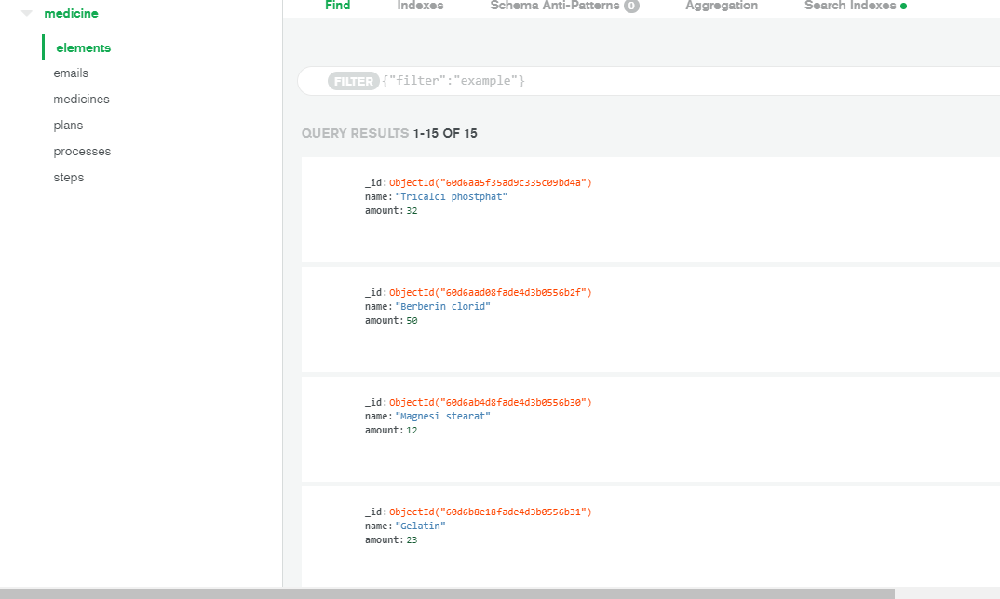 medicine
elements
emails
medicines
plans
processes
steps
Find Indexes Schema Anti-Patterns 0 Aggregation Search Indexes
FILTER {"filter":"example"}
QUERY RESULTS 1-15 OF 15
_id: ObjectId("60d6aa5f35ad9c335c09bd4a")
name: "Tricalci phostphat"
amount: 32
_id: ObjectId("60d6aad08fade4d3b0556b2f")
name: "Berberin clorid"
amount: 50
_id: ObjectId("60d6ab4d8fade4d3b0556b30")
name: "Magnesi stearat"
amount: 12
_id: ObjectId("60d6b8e18fade4d3b0556b31")
name: "Gelatin"
amount: 23